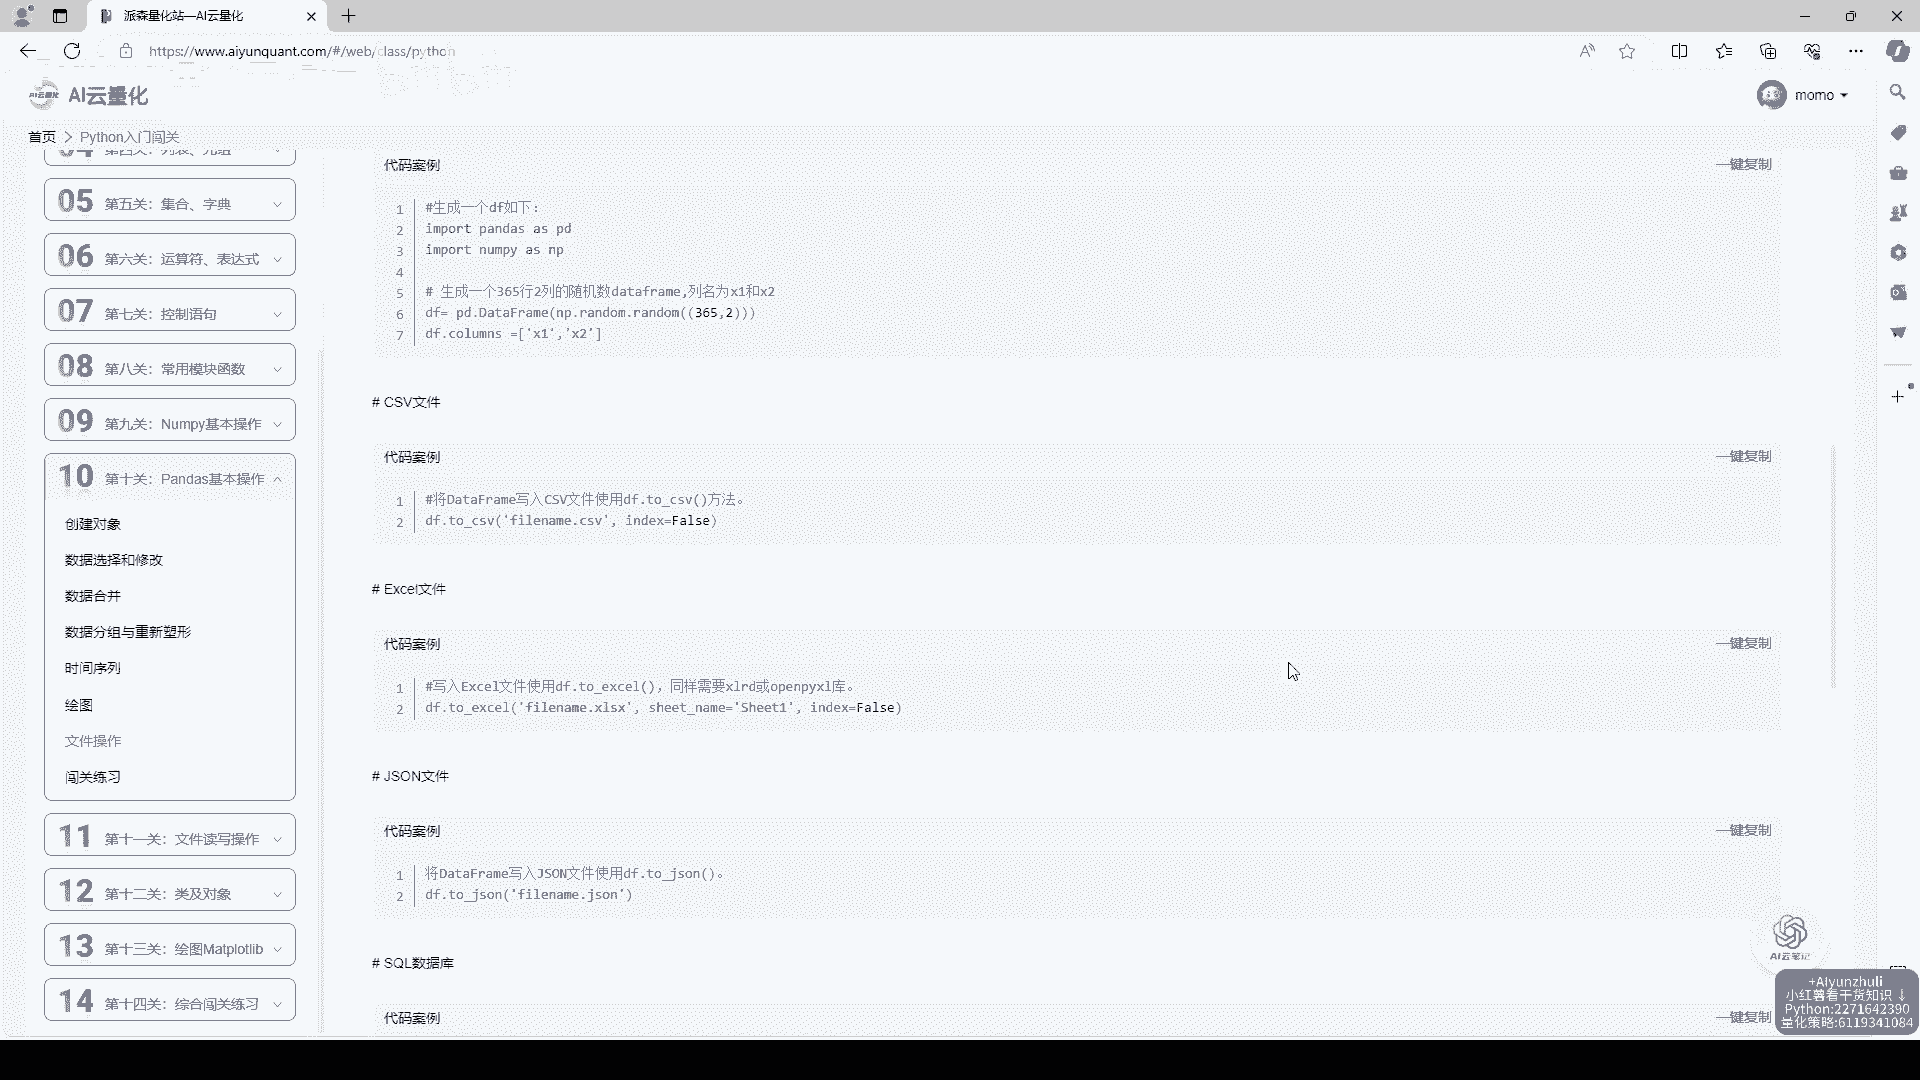 派森量化站—AI云量化
https://www.aiyunquant.com/#/web/class/python
AI云量化
momo
首页 > Python入门闯关
04 第四关：列表、元组
05 第五关：集合、字典
06 第六关：运算符、表达式
07 第七关：控制语句
08 第八关：常用模块函数
09 第九关：Numpy基本操作
10 第十关：Pandas基本操作
创建对象
数据选择和修改
数据合并
数据分组与重新塑形
时间序列
绘图
文件操作
闯关练习
11 第十一关：文件读写操作
12 第十二关：类及对象
13 第十三关：绘图Matplotlib
14 第十四关：综合闯关练习
代码案例 一键复制
1 #生成一个df如下：
2 import pandas as pd
3 import numpy as np
4
5 # 生成一个365行2列的随机数dataframe,列名为x1和x2
6 df= pd.DataFrame(np.random.random((365,2)))
7 df.columns =['x1','x2']
# CSV文件
代码案例 一键复制
1 #将DataFrame写入CSV文件使用df.to_csv()方法。
2 df.to_csv('filename.csv', index=False)
# Excel文件
代码案例 一键复制
1 #写入Excel文件使用df.to_excel()，同样需要xlrd或openpyxl库。
2 df.to_excel('filename.xlsx', sheet_name='Sheet1', index=False)
# JSON文件
代码案例 一键复制
1 将DataFrame写入JSON文件使用df.to_json()。
2 df.to_json('filename.json')
# SQL数据库
代码案例 一键复制
AI云笔记
+Aiyunzhuli
小红薯看干货知识 ↓
Python:2271642390
量化策略:6119341084